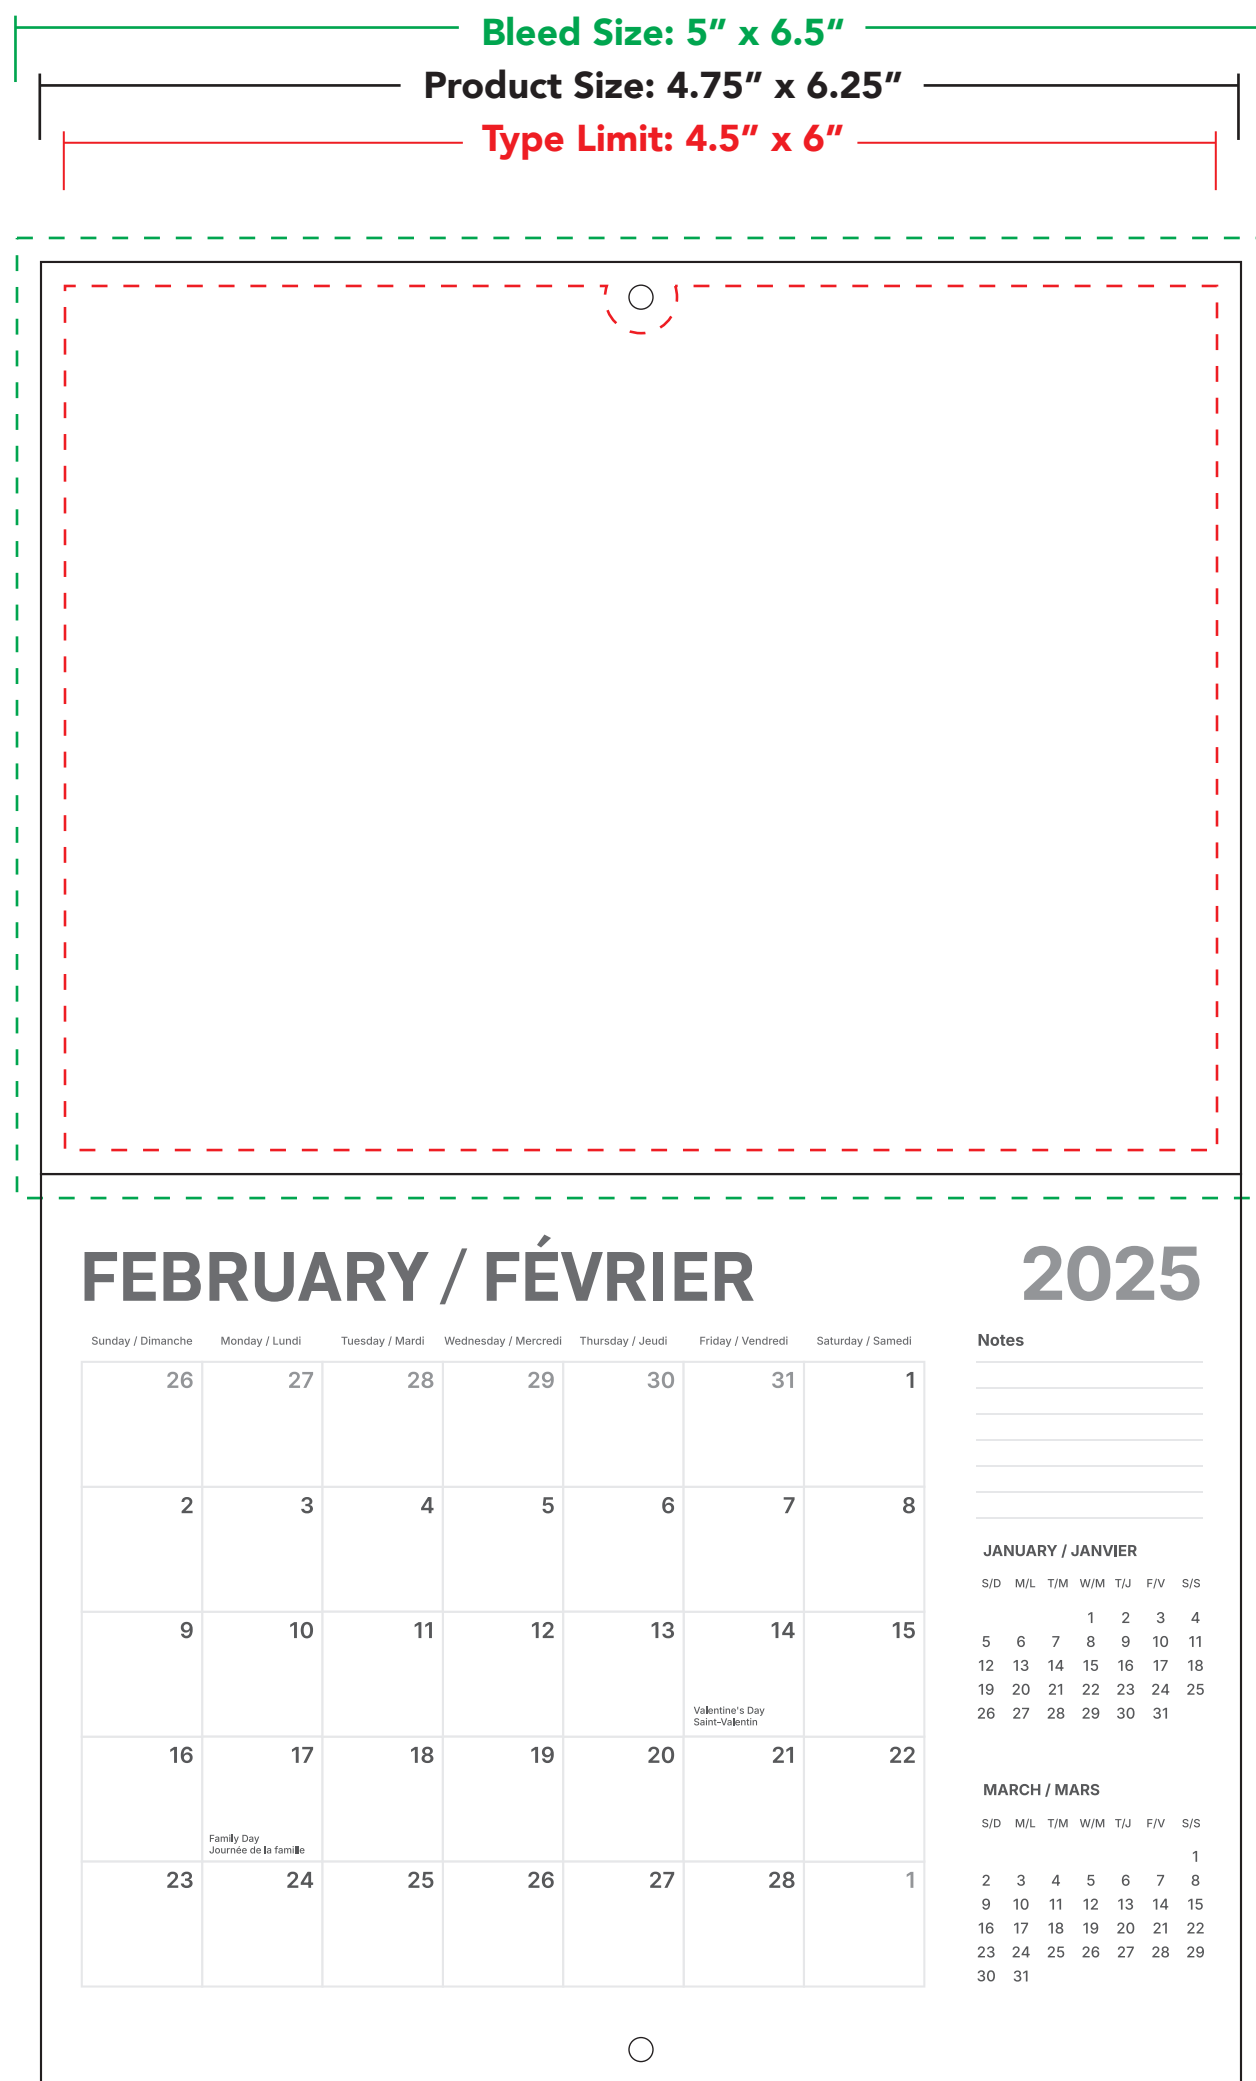 Bleed Size: 5” x 6.5”
Product Size: 4.75” x 6.25”
Type Limit: 4.5” x 6”
FEBRUARY / FÉVRIER 2025
Sunday / Dimanche Monday / Lundi Tuesday / Mardi Wednesday / Mercredi Thursday / Jeudi Friday / Vendredi Saturday / Samedi
26 27 28 29 30 31 1
2 3 4 5 6 7 8
9 10 11 12 13 14 15
Valentine's Day
Saint-Valentin
16 17 18 19 20 21 22
Family Day
Journée de la famille
23 24 25 26 27 28 1
Notes
JANUARY / JANVIER
S/D M/L T/M W/M T/J F/V S/S
1 2 3 4
5 6 7 8 9 10 11
12 13 14 15 16 17 18
19 20 21 22 23 24 25
26 27 28 29 30 31
MARCH / MARS
S/D M/L T/M W/M T/J F/V S/S
1
2 3 4 5 6 7 8
9 10 11 12 13 14 15
16 17 18 19 20 21 22
23 24 25 26 27 28 29
30 31